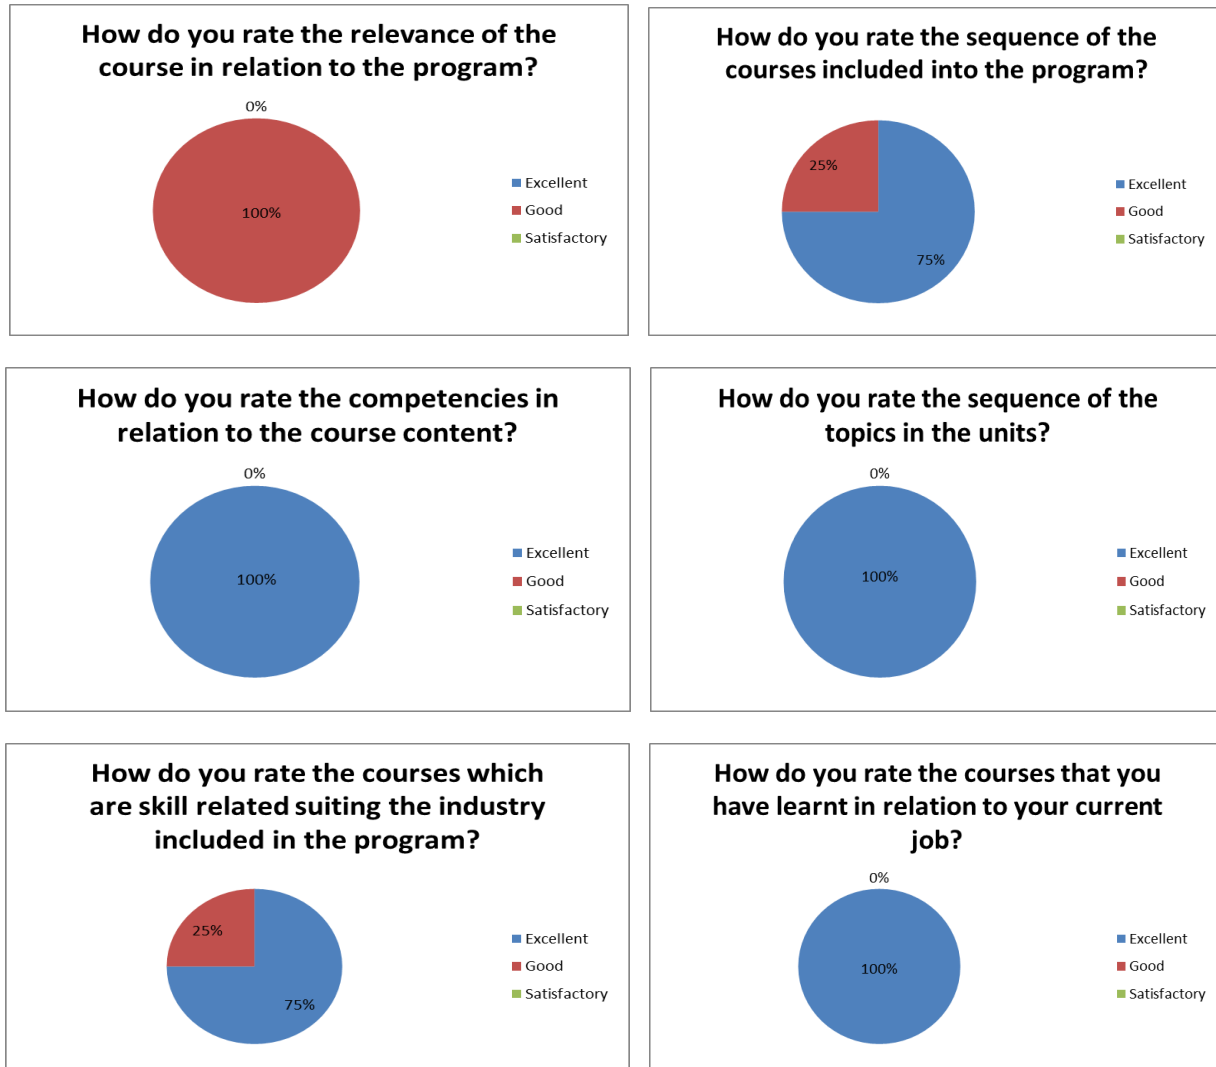 How do you rate the relevance of the
course in relation to the program?
0%
100%
Excellent
Good
Satisfactory
How do you rate the sequence of the
courses included into the program?
25%
75%
Excellent
Good
Satisfactory
How do you rate the competencies in
relation to the course content?
0%
100%
Excellent
Good
Satisfactory
How do you rate the sequence of the
topics in the units?
0%
100%
Excellent
Good
Satisfactory
How do you rate the courses which
are skill related suiting the industry
included in the program?
25%
75%
Excellent
Good
Satisfactory
How do you rate the courses that you
have learnt in relation to your current
job?
0%
100%
Excellent
Good
Satisfactory